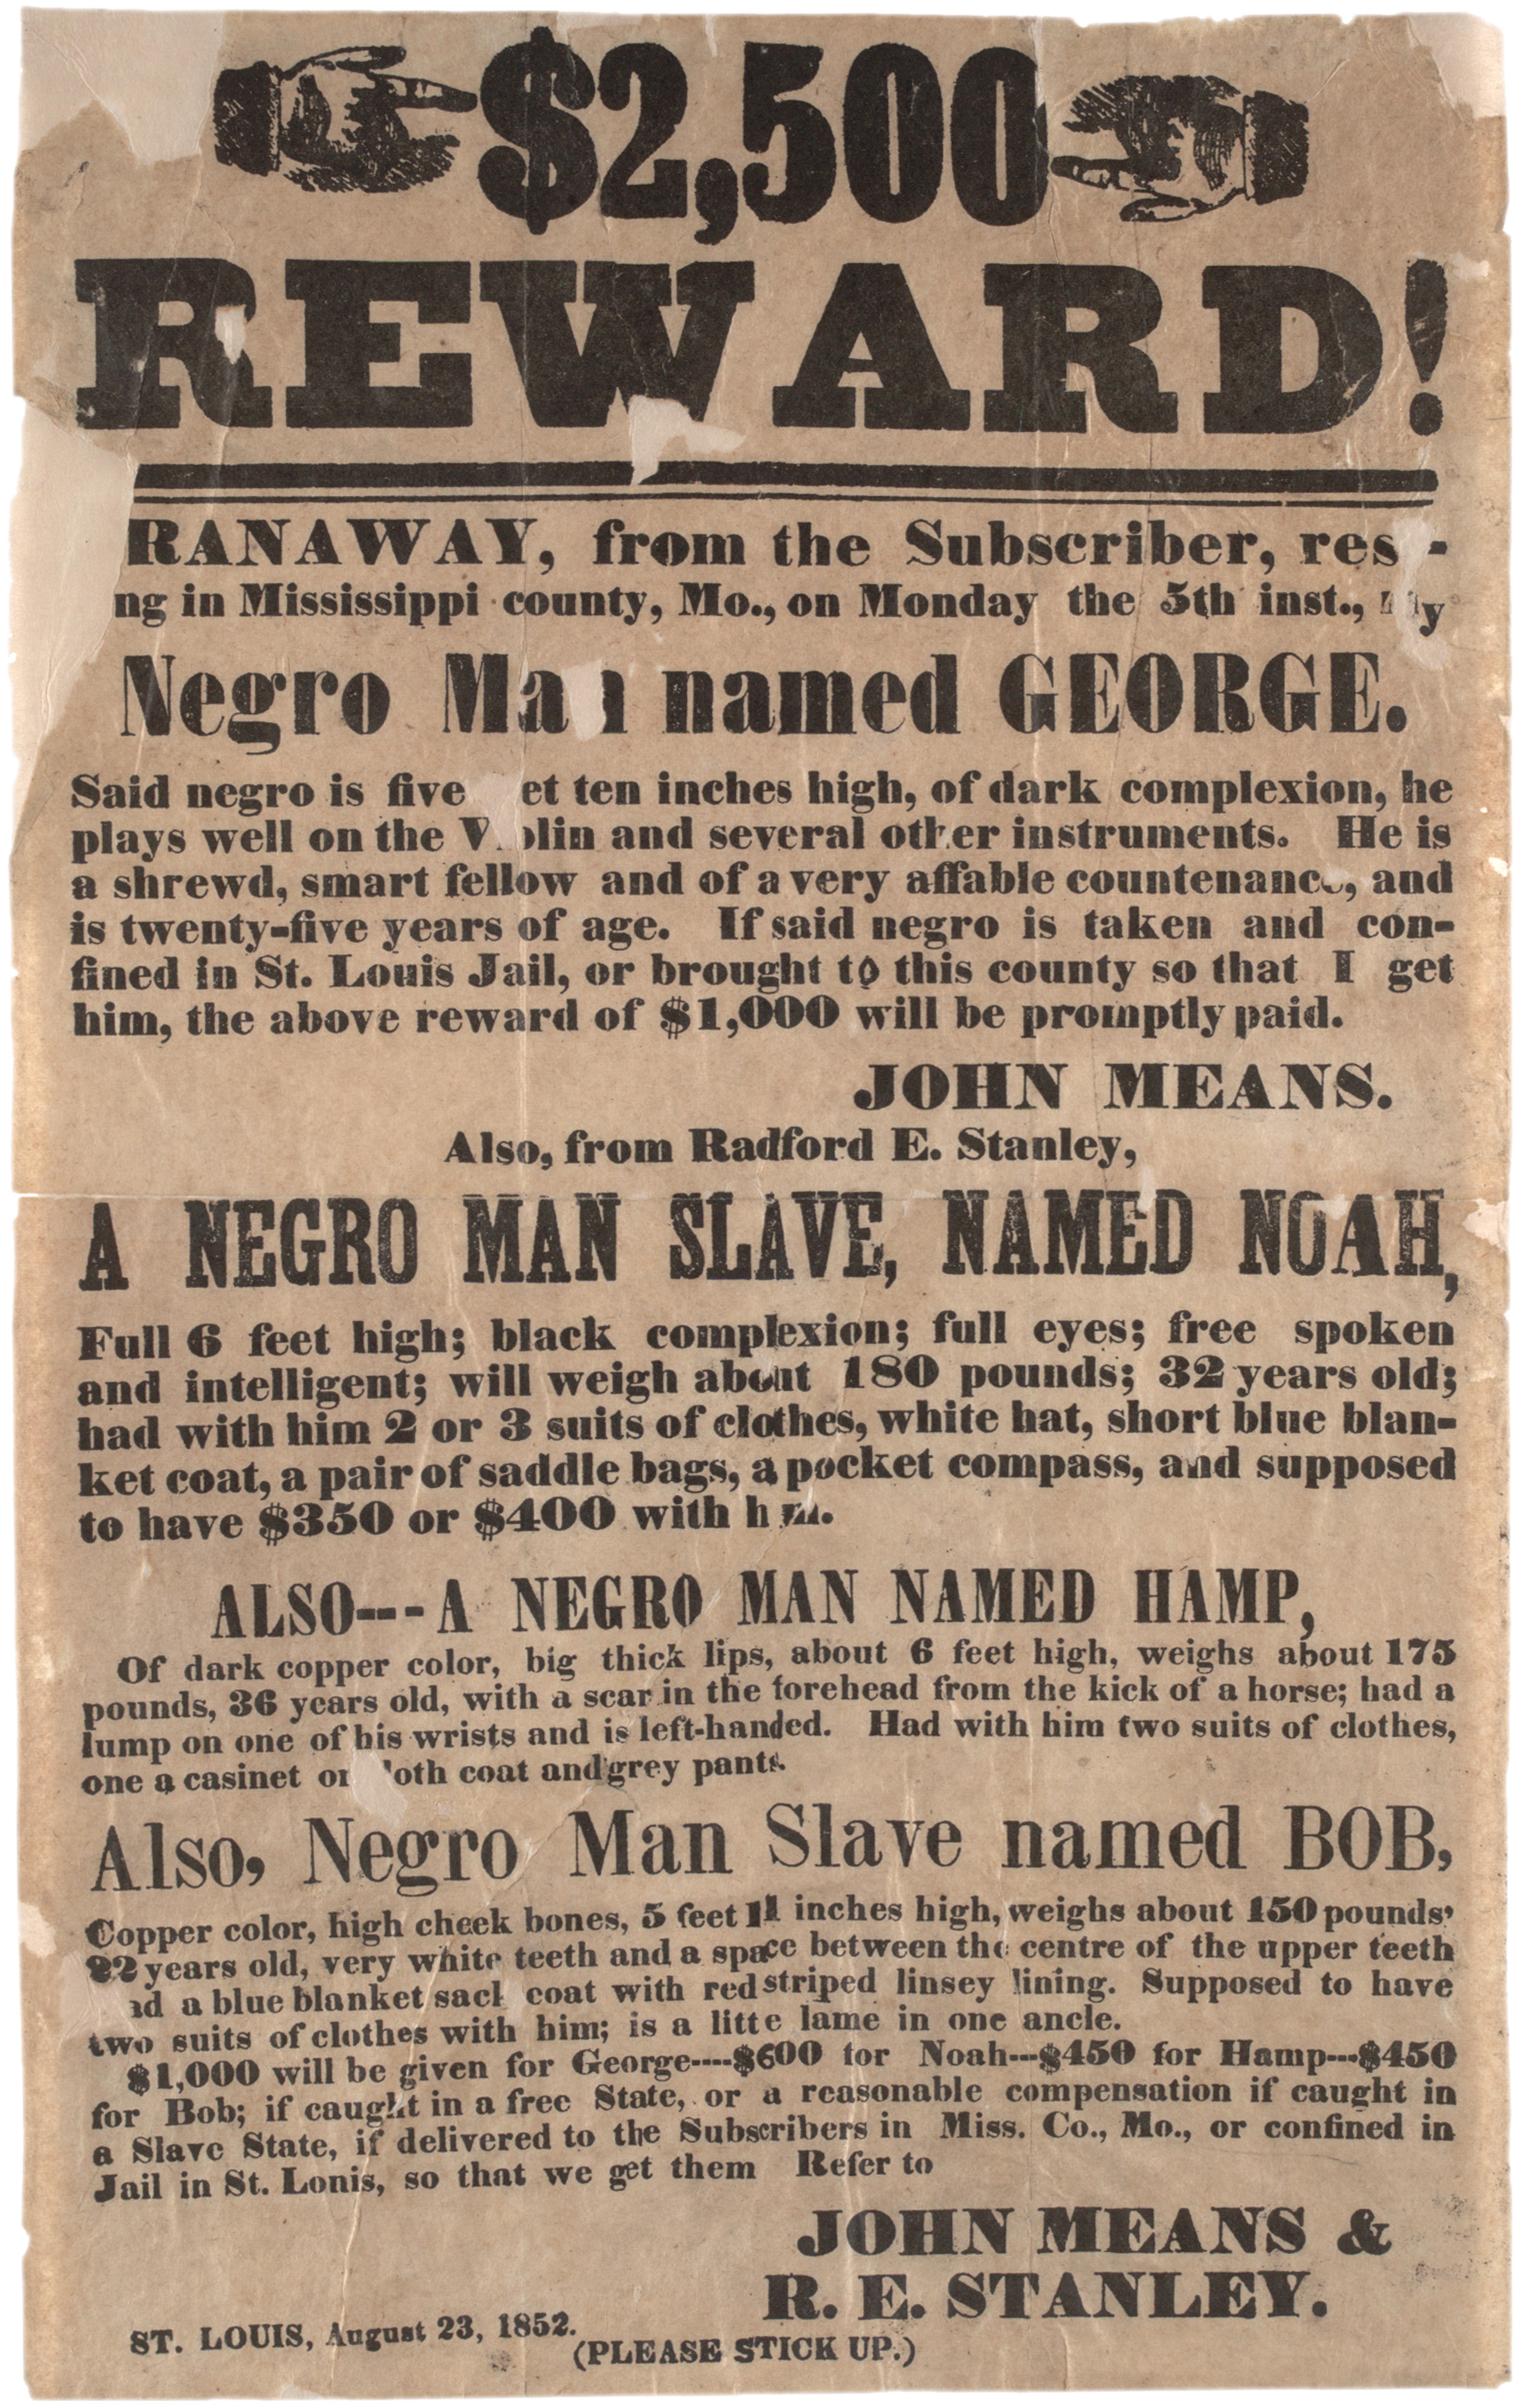 $2,500
REWARD!
RANAWAY, from the Subscriber, res -
ng in Mississippi county, Mo., on Monday the 5th inst.,
Negro Ma named GEORGE.
Said negro is five et ten inches high, of dark complexion, he
plays well on the V olin and several other instruments. He is
a shrewd, smart fellow and of a very affable countenance, and
is twenty-five years of age. If said negro is taken and con-
fined in St. Louis Jail, or brought to this county so that I get
him, the above reward of $1,000 will be promptly paid.
JOHN MEANS.
Also, from Radford E. Stanley,
A NEGRO MAN SLAVE, NAMED NOAH,
Full 6 feet high; black complexion; full eyes; free spoken
and intelligent; will weigh about 180 pounds; 32 years old;
had with him 2 or 3 suits of clothes, white hat, short blue blan-
ket coat, a pair of saddle bags, a pocket compass, and supposed
to have $350 or $400 with h m.
ALSO---A NEGRO MAN NAMED HAMP,
Of dark copper color, big thick lips, about 6 feet high, weighs about 175
pounds, 36 years old, with a scar in the forehead from the kick of a horse; had a
lump on one of his wrists and is left-handed. Had with him two suits of clothes,
one a casinet or loth coat and grey pants.
Also, Negro Man Slave named BOB,
Copper color, high cheek bones, 5 feet 11 inches high, weighs about 150 pounds,
22 years old, very white teeth and a space between the centre of the upper teeth
ad a blue blanket sack coat with red striped linsey lining. Supposed to have
two suits of clothes with him; is a litte lame in one ancle.
$1,000 will be given for George----$600 for Noah---$450 for Hamp---$450
for Bob; if caught in a free State, or a reasonable compensation if caught in
a Slave State, if delivered to the Subscribers in Miss. Co., Mo., or confined in
Jail in St. Lonis, so that we get them Refer to
JOHN MEANS &
R. E. STANLEY.
ST. LOUIS, August 23, 1852.
(PLEASE STICK UP.)